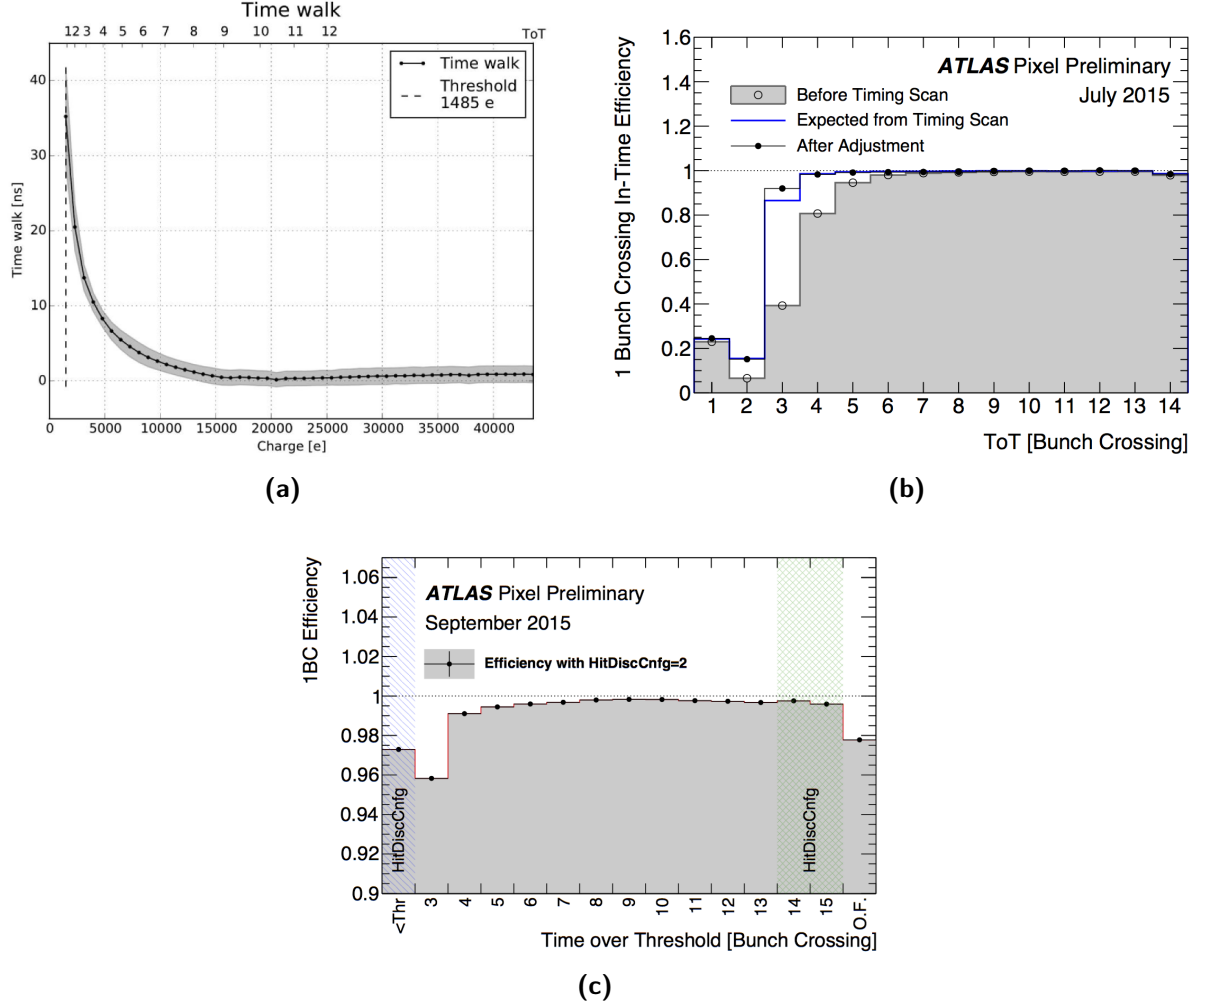 Time walk
1 2 3 4 5 6 7 8 9 10 11 12 ToT
Time walk
Threshold
1485 e
40
30
20
10
0
Time walk [ns]
0 5000 10000 15000 20000 25000 30000 35000 40000
Charge [e]
(a)
1.6
1.4
1.2
1
0.8
0.6
0.4
0.2
0
1 Bunch Crossing In-Time Efficiency
ATLAS Pixel Preliminary
July 2015
Before Timing Scan
Expected from Timing Scan
After Adjustment
1 2 3 4 5 6 7 8 9 10 11 12 13 14
ToT [Bunch Crossing]
(b)
1BC Efficiency
1.06
1.04
1.02
1
0.98
0.96
0.94
0.92
0.9
ATLAS Pixel Preliminary
September 2015
Efficiency with HitDiscCnfg=2
HitDiscCnfg
HitDiscCnfg
<Thr 3 4 5 6 7 8 9 10 11 12 13 14 15 O.F.
Time over Threshold [Bunch Crossing]
(c)